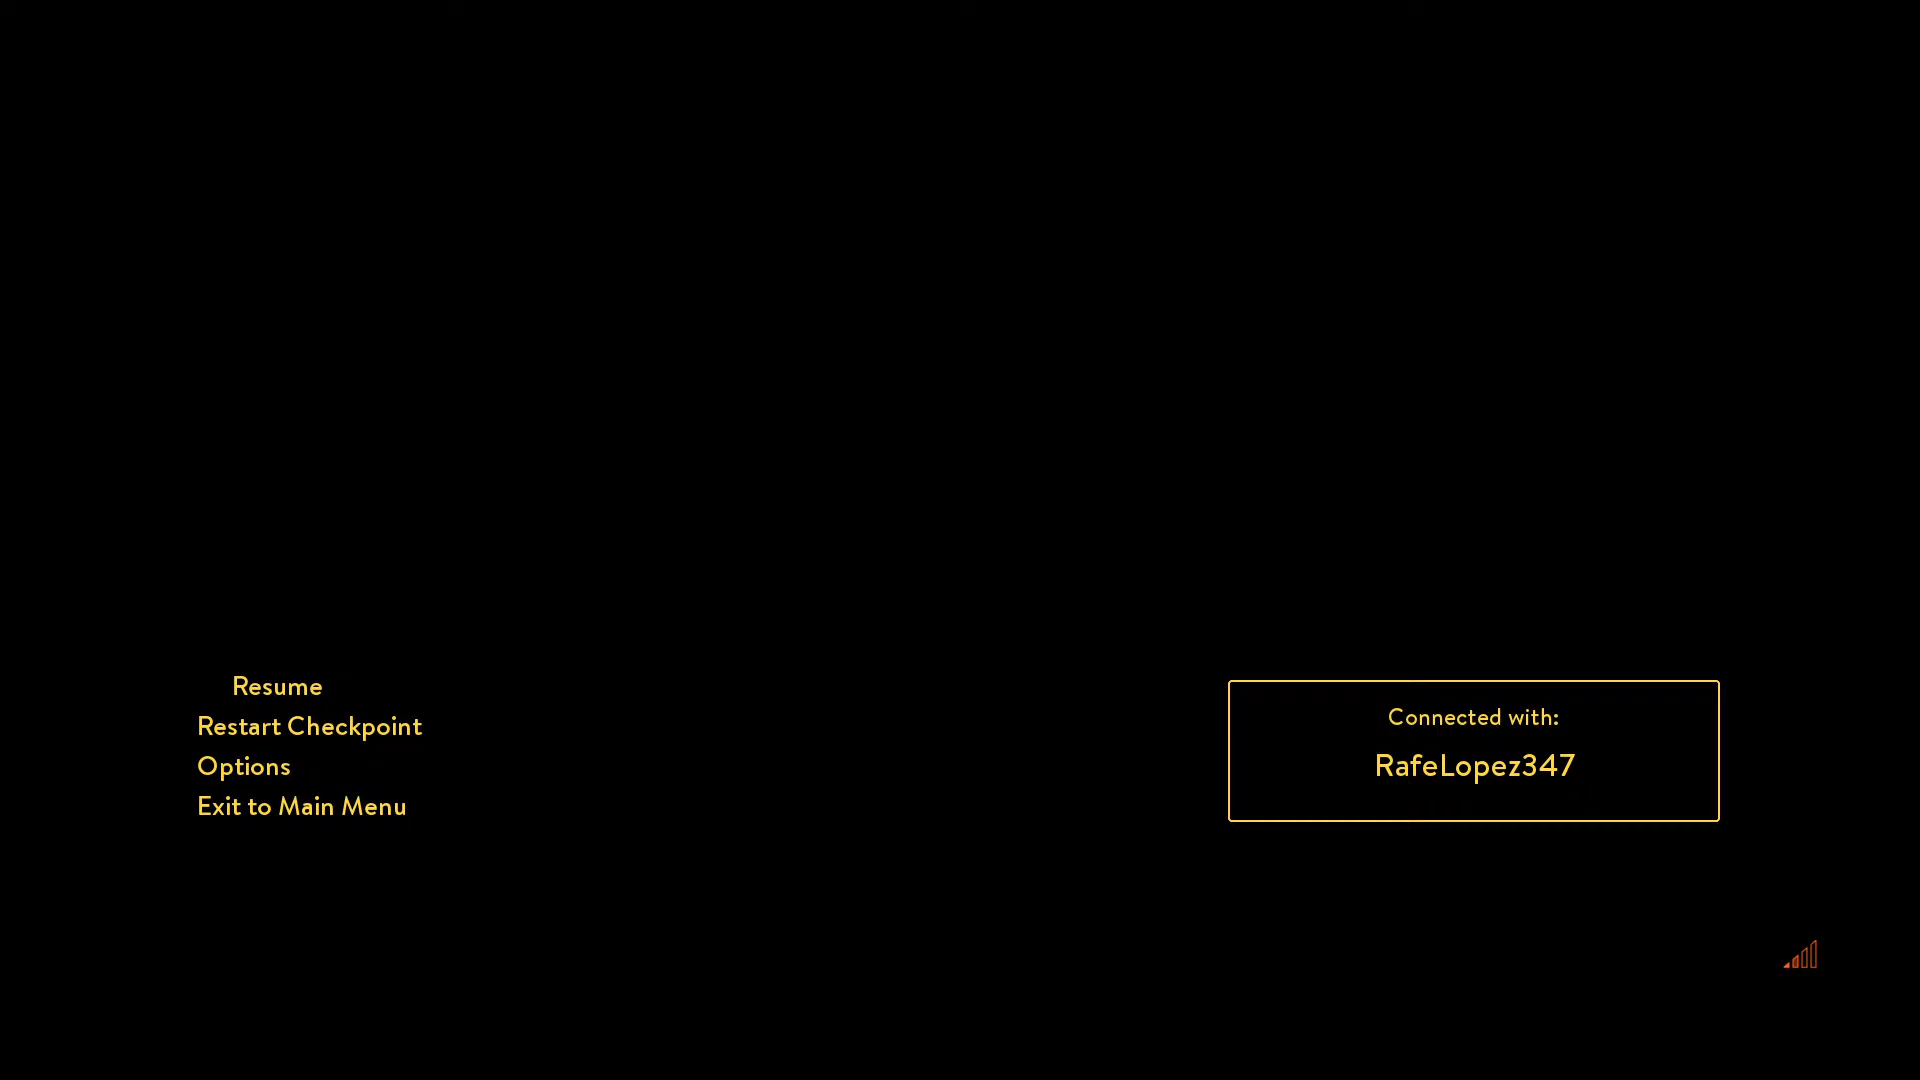 Resume
Restart Checkpoint
Options
Exit to Main Menu
Connected with:
RafeLopez347